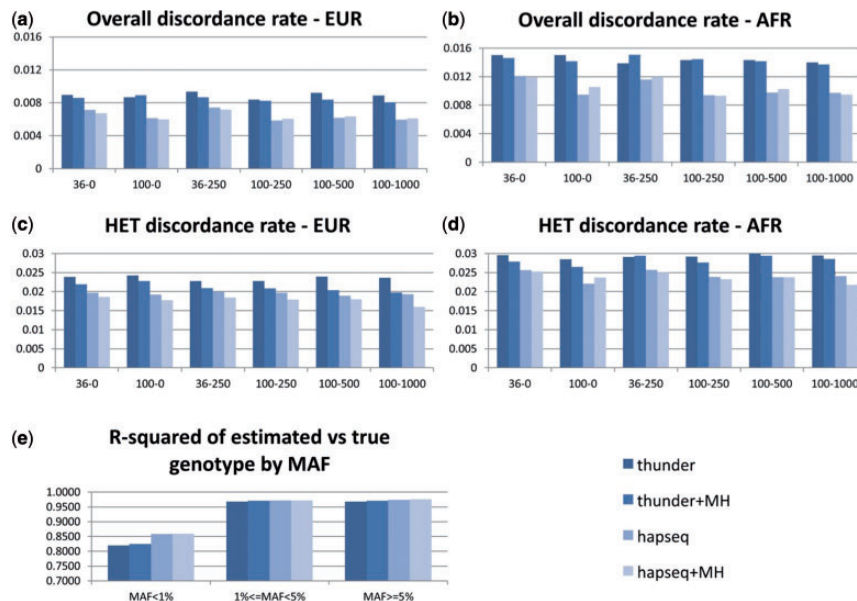 (a) Overall discordance rate - EUR
0.016
0.012
0.008
0.004
0
36-0 100-0 36-250 100-250 100-500 100-1000
(b) Overall discordance rate - AFR
0.016
0.012
0.008
0.004
0
36-0 100-0 36-250 100-250 100-500 100-1000
(c) HET discordance rate - EUR
0.03
0.025
0.02
0.015
0.01
0.005
0
36-0 100-0 36-250 100-250 100-500 100-1000
(d) HET discordance rate - AFR
0.03
0.025
0.02
0.015
0.01
0.005
0
36-0 100-0 36-250 100-250 100-500 100-1000
(e) R-squared of estimated vs true
genotype by MAF
1.0000
0.9500
0.9000
0.8500
0.8000
0.7500
0.7000
MAF<1% 1%<=MAF<5% MAF>=5%
thunder
thunder+MH
hapseq
hapseq+MH